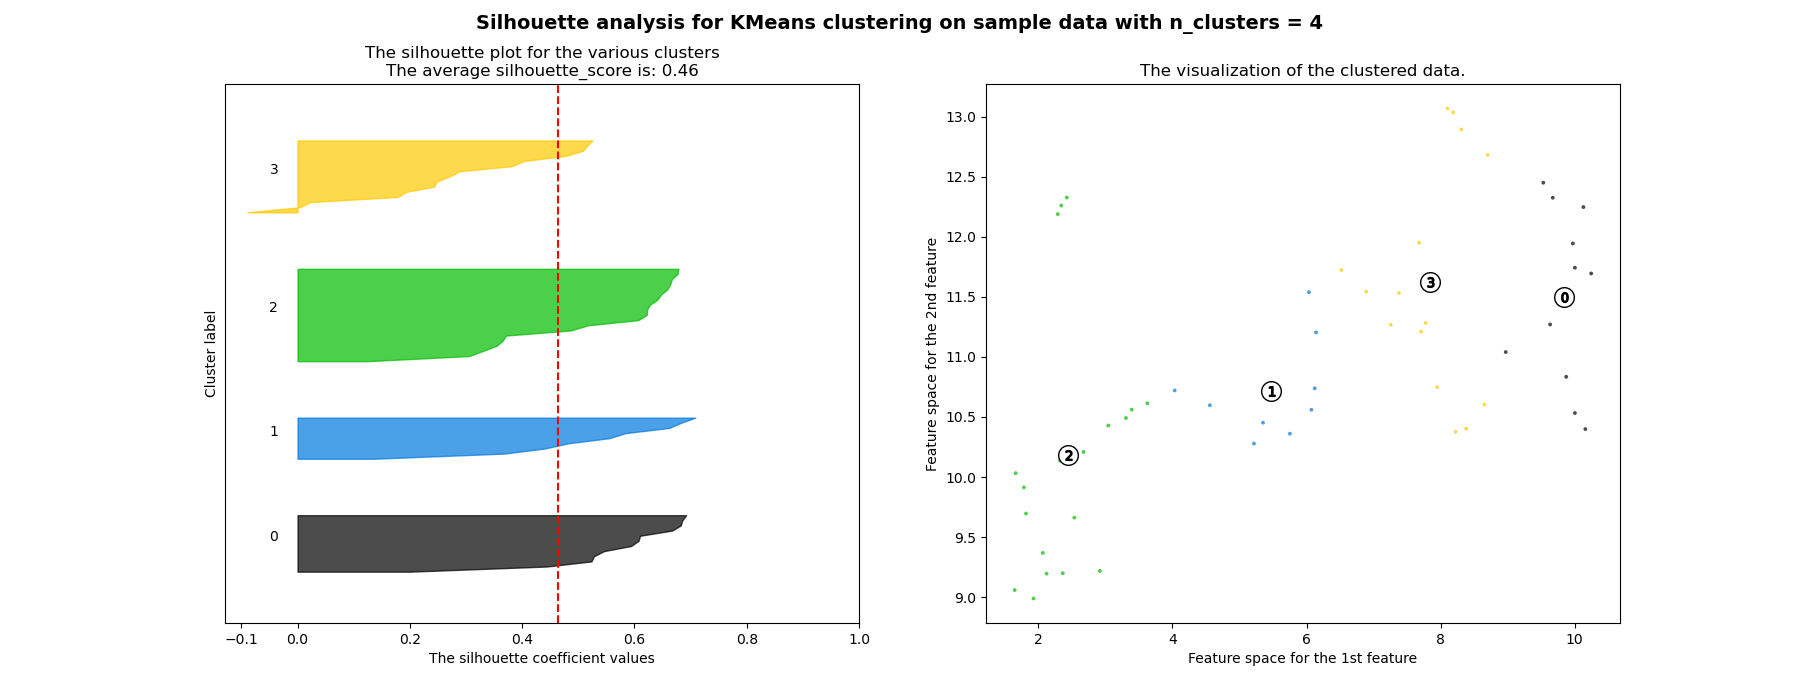 Silhouette analysis for KMeans clustering on sample data with n_clusters = 4
The silhouette plot for the various clusters
The average silhouette_score is: 0.46
Cluster label
3
2
1
0
−0.1 0.0 0.2 0.4 0.6 0.8 1.0
The silhouette coefficient values
The visualization of the clustered data.
Feature space for the 2nd feature
13.0
12.5
12.0
11.5
11.0
10.5
10.0
9.5
9.0
3
0
1
2
2 4 6 8 10
Feature space for the 1st feature